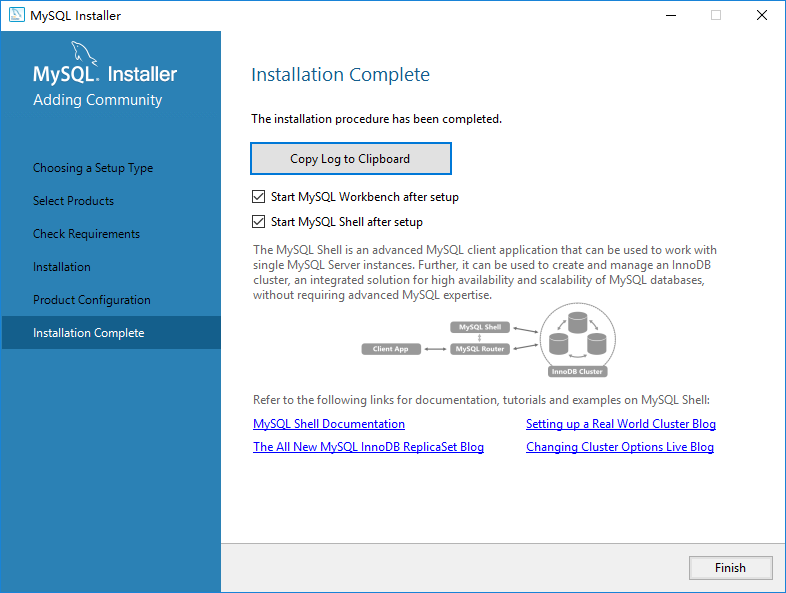 MySQL Installer
MySQL. Installer
Adding Community
Choosing a Setup Type
Select Products
Check Requirements
Installation
Product Configuration
Installation Complete
Installation Complete
The installation procedure has been completed.
Copy Log to Clipboard
Start MySQL Workbench after setup
Start MySQL Shell after setup
The MySQL Shell is an advanced MySQL client application that can be used to work with
single MySQL Server instances. Further, it can be used to create and manage an InnoDB
cluster, an integrated solution for high availability and scalability of MySQL databases,
without requiring advanced MySQL expertise.
MySQL Shell
Client App
MySQL Router
InnoDB Cluster
Refer to the following links for documentation, tutorials and examples on MySQL Shell:
MySQL Shell Documentation
Setting up a Real World Cluster Blog
The All New MySQL InnoDB ReplicaSet Blog
Changing Cluster Options Live Blog
Finish